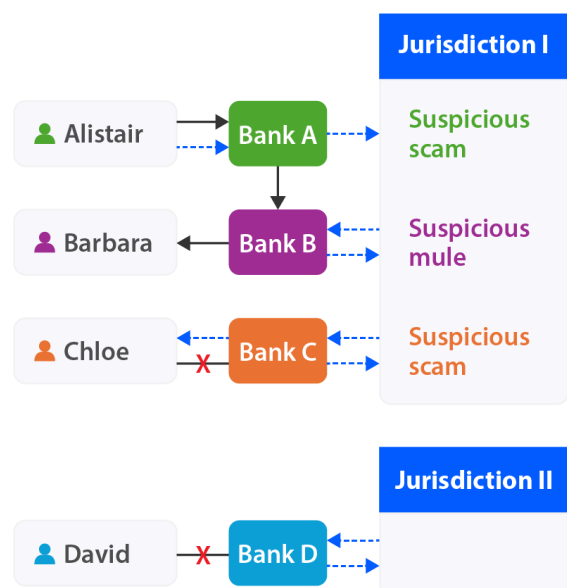 Jurisdiction I
Alistair
Bank A
Suspicious
scam
Barbara
Bank B
Suspicious
mule
Chloe
X
Bank C
Suspicious
scam
Jurisdiction II
David
X
Bank D